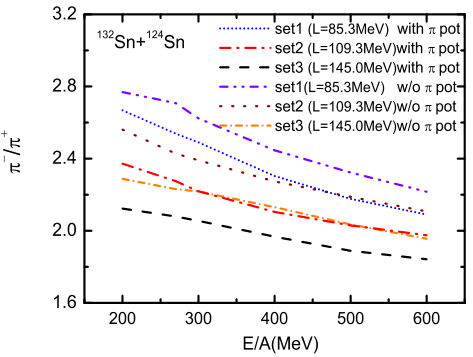 3.2
2.8
2.4
2.0
1.6
π⁻/π⁺
¹³²Sn+¹²⁴Sn
set1 (L=85.3MeV) with π pot
set2 (L=109.3MeV)with π pot
set3 (L=145.0MeV)with π pot
set1(L=85.3MeV) w/o π pot
set2 (L=109.3MeV)w/o π pot
set3 (L=145.0MeV)w/o π pot
200 300 400 500 600
E/A(MeV)